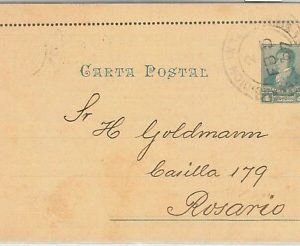 CARTA POSTAL
Sr H Goldmann
Casilla 179
Rosario